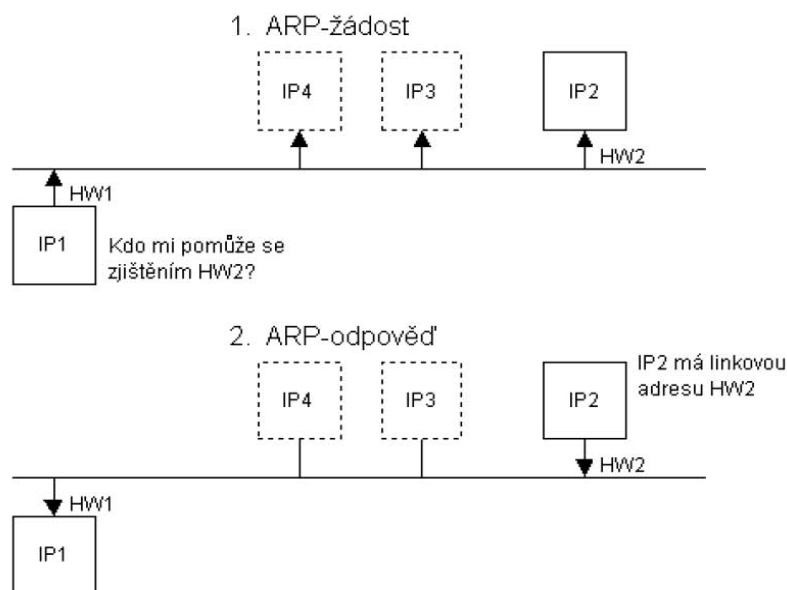 1. ARP-žádost
IP4
IP3
IP2
HW2
HW1
IP1
Kdo mi pomůže se
zjištěním HW2?
2. ARP-odpověď
IP4
IP3
IP2
IP2 má linkovou
adresu HW2
HW2
HW1
IP1